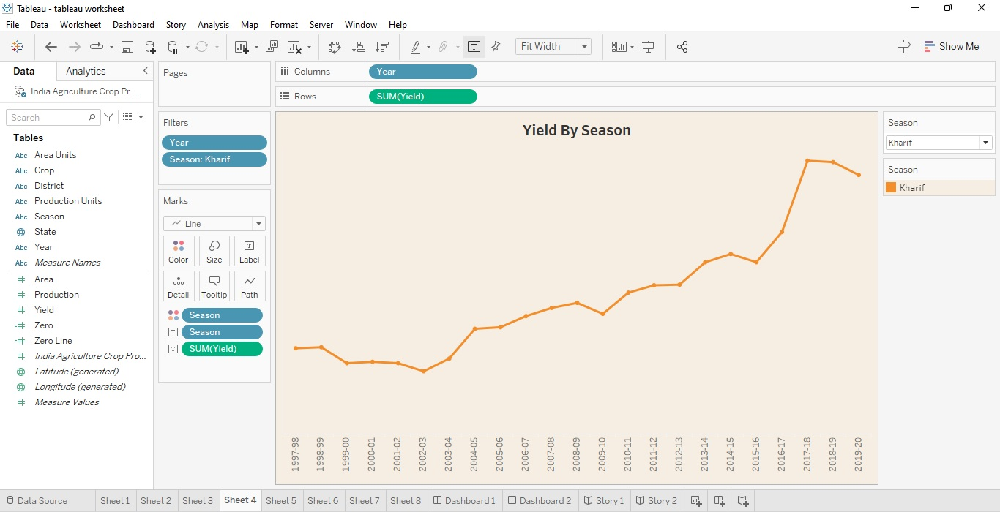 Tableau - tableau worksheet
File Data Worksheet Dashboard Story Analysis Map Format Server Window Help
Fit Width
Show Me
Data Analytics
India Agriculture Crop Pr...
Search
Tables
Abc Area Units
Abc Crop
Abc District
Abc Production Units
Abc Season
State
Abc Year
Abc Measure Names
# Area
# Production
# Yield
=# Zero
=# Zero Line
# India Agriculture Crop Pro...
Latitude (generated)
Longitude (generated)
# Measure Values
Pages
Filters
Year
Season: Kharif
Marks
Line
Color Size Label
Detail Tooltip Path
Season
T Season
T SUM(Yield)
Columns Year
Rows SUM(Yield)
Yield By Season
1997-98 1998-99 1999-00 2000-01 2001-02 2002-03 2003-04 2004-05 2005-06 2006-07 2007-08 2008-09 2009-10 2010-11 2011-12 2012-13 2013-14 2014-15 2015-16 2016-17 2017-18 2018-19 2019-20
Season
Kharif
Season
Kharif
Data Source Sheet 1 Sheet 2 Sheet 3 Sheet 4 Sheet 5 Sheet 6 Sheet 7 Sheet 8 Dashboard 1 Dashboard 2 Story 1 Story 2